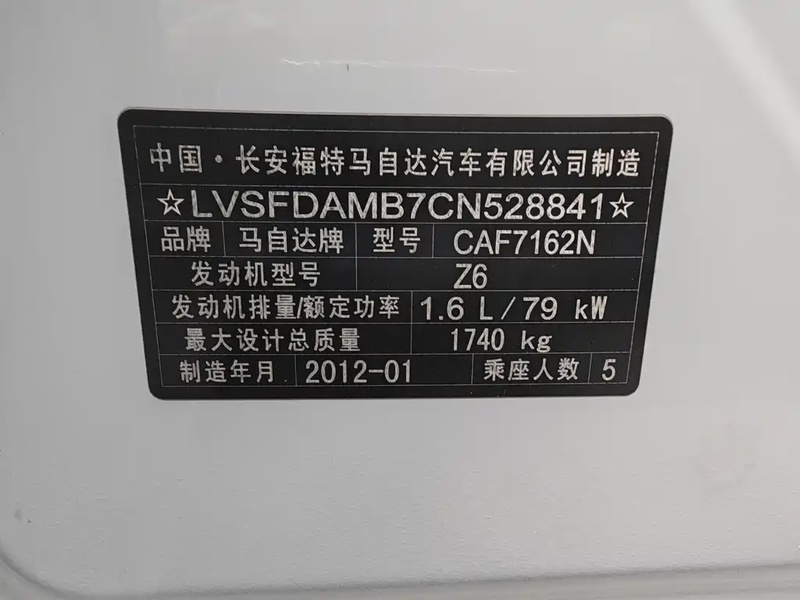 中国·长安福特马自达汽车有限公司制造
☆LVSFDAMB7CN528841☆
品牌 马自达牌 型号 CAF7162N
发动机型号 Z6
发动机排量/额定功率 1.6 L/79 kW
最大设计总质量 1740 kg
制造年月 2012-01 乘座人数 5